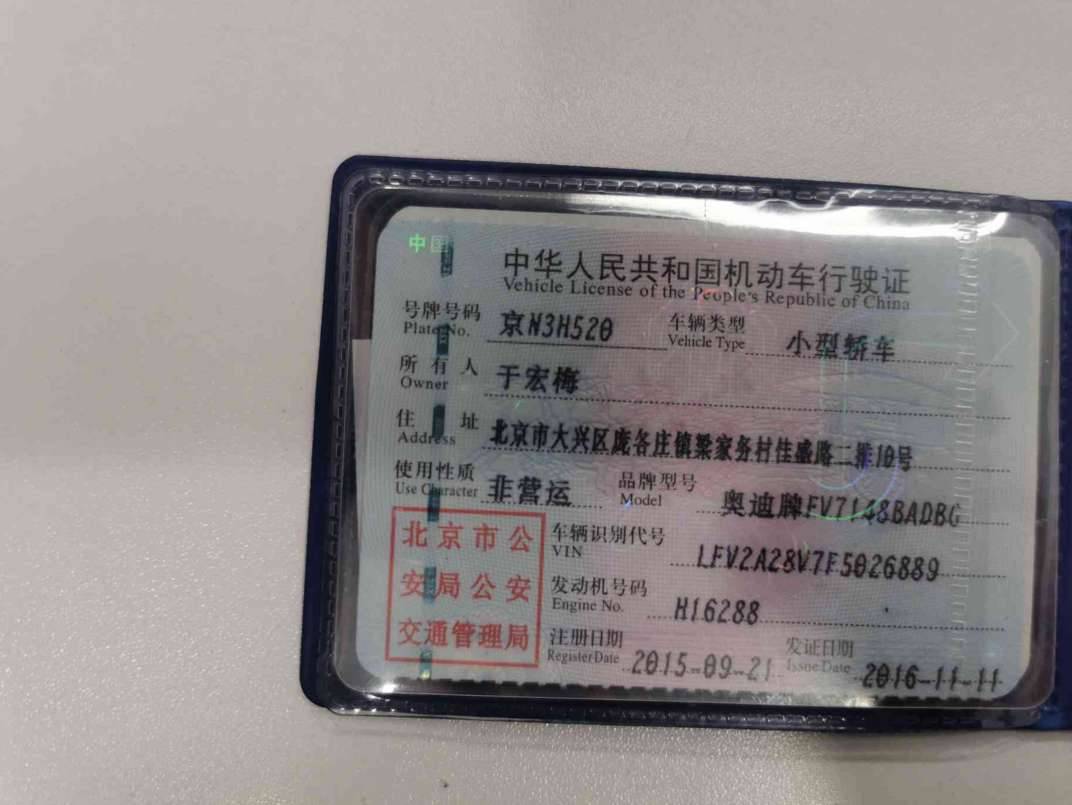 中国
中华人民共和国机动车行驶证
Vehicle License of the People's Republic of China
号牌号码 京N3H520 车辆类型 小型轿车
Plate No. Vehicle Type
所有人 于宏梅
Owner
住址 北京市大兴区庞各庄镇梁家务村佳盛路二排10号
Address
使用性质 非营运 品牌型号 奥迪牌FV7148BADBG
Use Character Model
北京市公安局公安交通管理局
车辆识别代号 LFV2A28V7F5026889
VIN
发动机号码 H16288
Engine No.
注册日期 2015-09-21 发证日期 2016-11-11
Register Date Issue Date